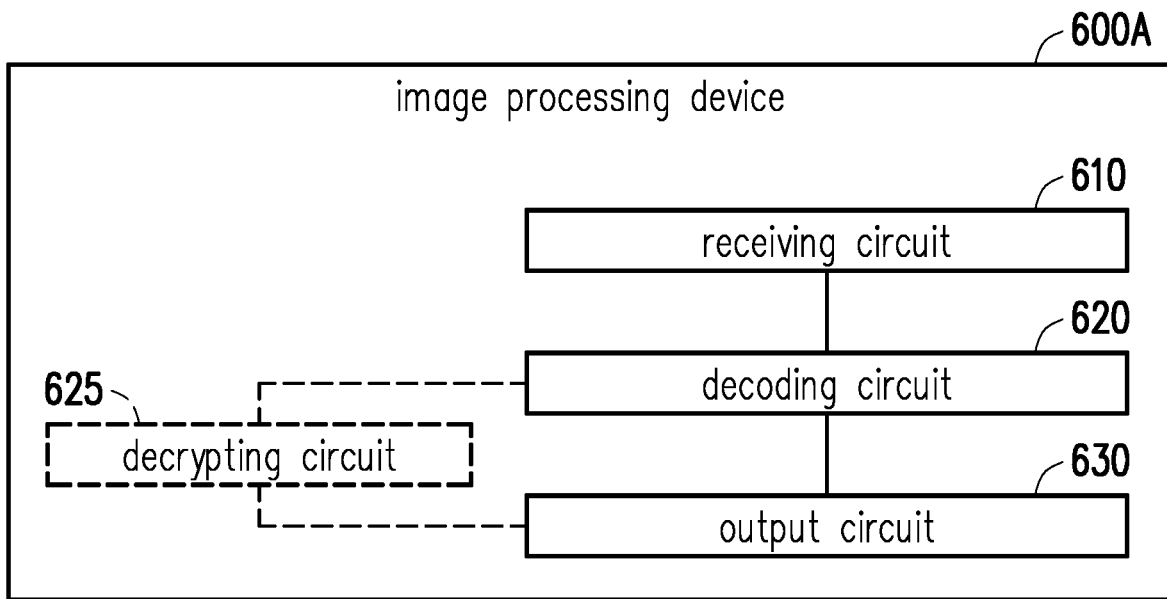 600A
image processing device
610
receiving circuit
620
decoding circuit
625
decrypting circuit
630
output circuit